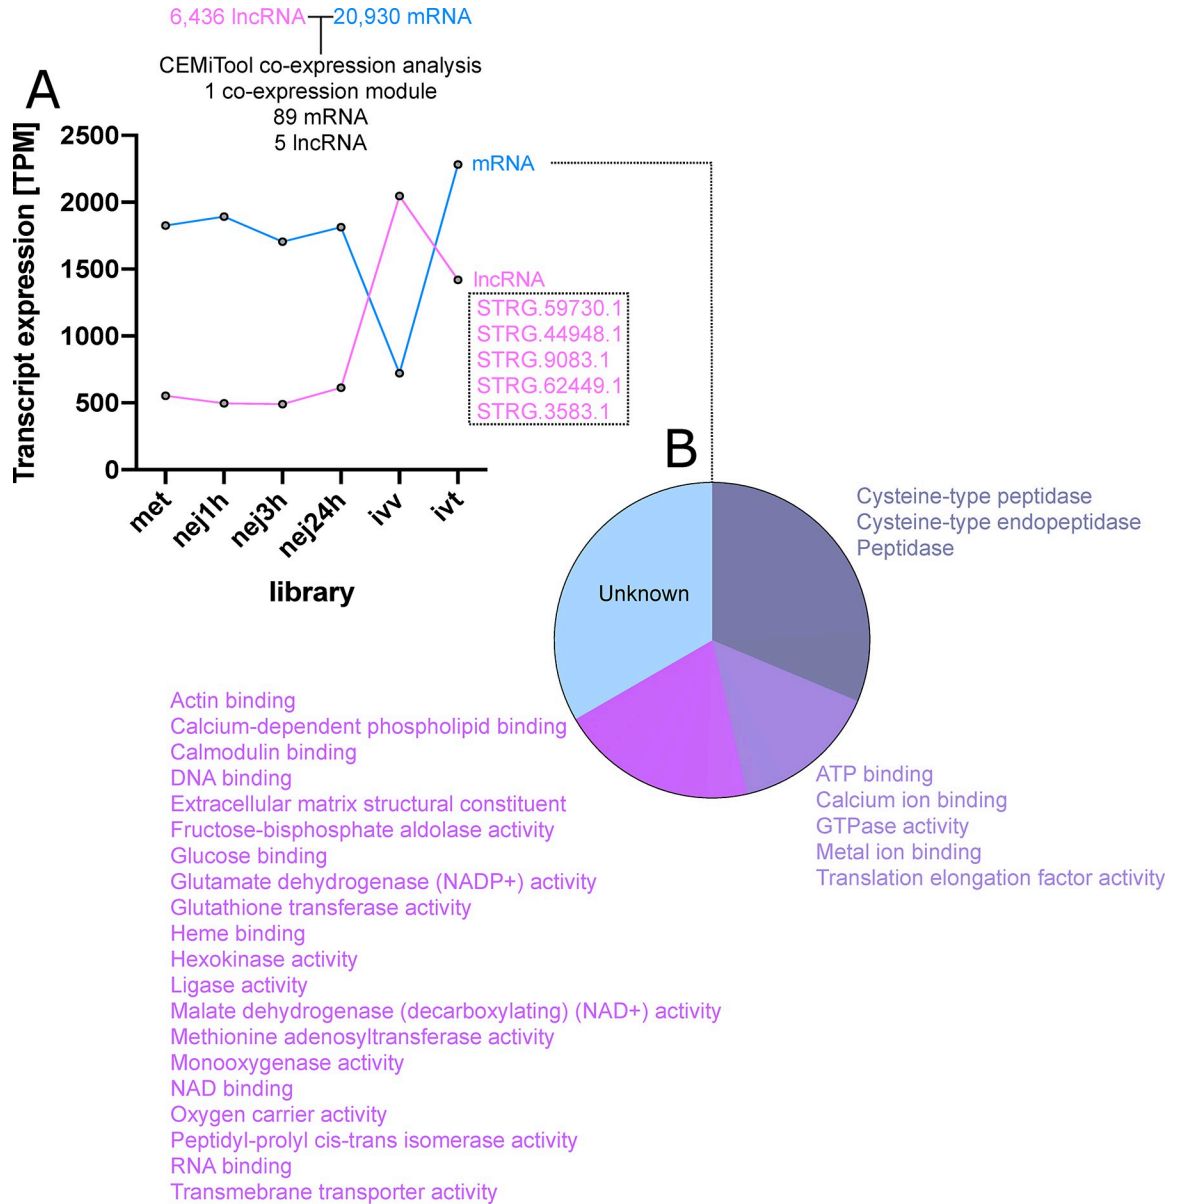 6,436 lncRNA 20,930 mRNA
CEMiTool co-expression analysis
1 co-expression module
89 mRNA
5 lncRNA
A
Transcript expression [TPM]
2500
2000
1500
1000
500
0
met
nej1h
nej3h
nej24h
ivv
ivt
library
mRNA
lncRNA
STRG.59730.1
STRG.44948.1
STRG.9083.1
STRG.62449.1
STRG.3583.1
B
Cysteine-type peptidase
Cysteine-type endopeptidase
Peptidase
Unknown
ATP binding
Calcium ion binding
GTPase activity
Metal ion binding
Translation elongation factor activity
Actin binding
Calcium-dependent phospholipid binding
Calmodulin binding
DNA binding
Extracellular matrix structural constituent
Fructose-bisphosphate aldolase activity
Glucose binding
Glutamate dehydrogenase (NADP+) activity
Glutathione transferase activity
Heme binding
Hexokinase activity
Ligase activity
Malate dehydrogenase (decarboxylating) (NAD+) activity
Methionine adenosyltransferase activity
Monooxygenase activity
NAD binding
Oxygen carrier activity
Peptidyl-prolyl cis-trans isomerase activity
RNA binding
Transmebrane transporter activity